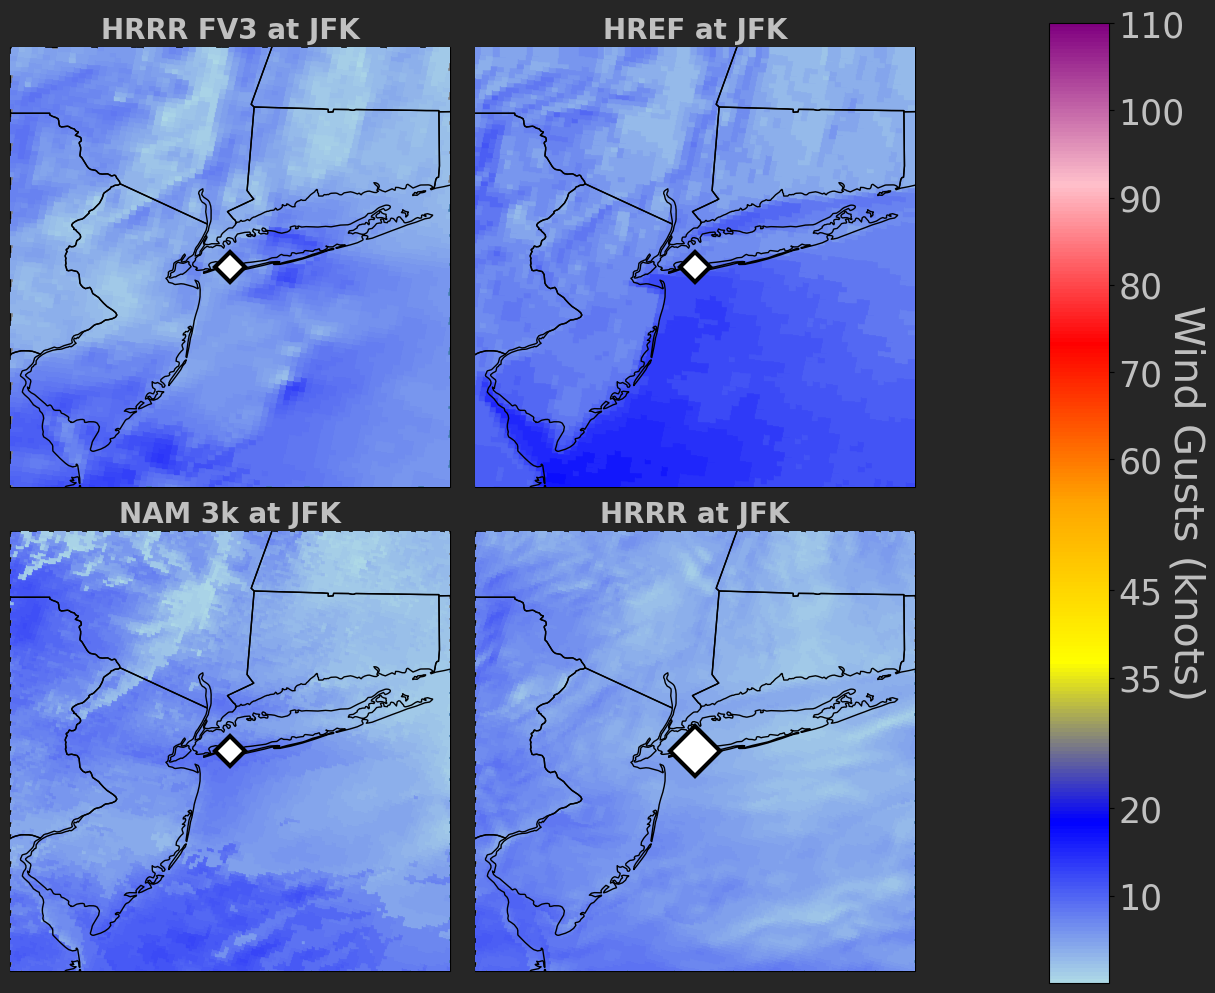 HRRR FV3 at JFK
HREF at JFK
NAM 3k at JFK
HRRR at JFK
110
100
90
80
70
60
45
35
20
10
Wind Gusts (knots)